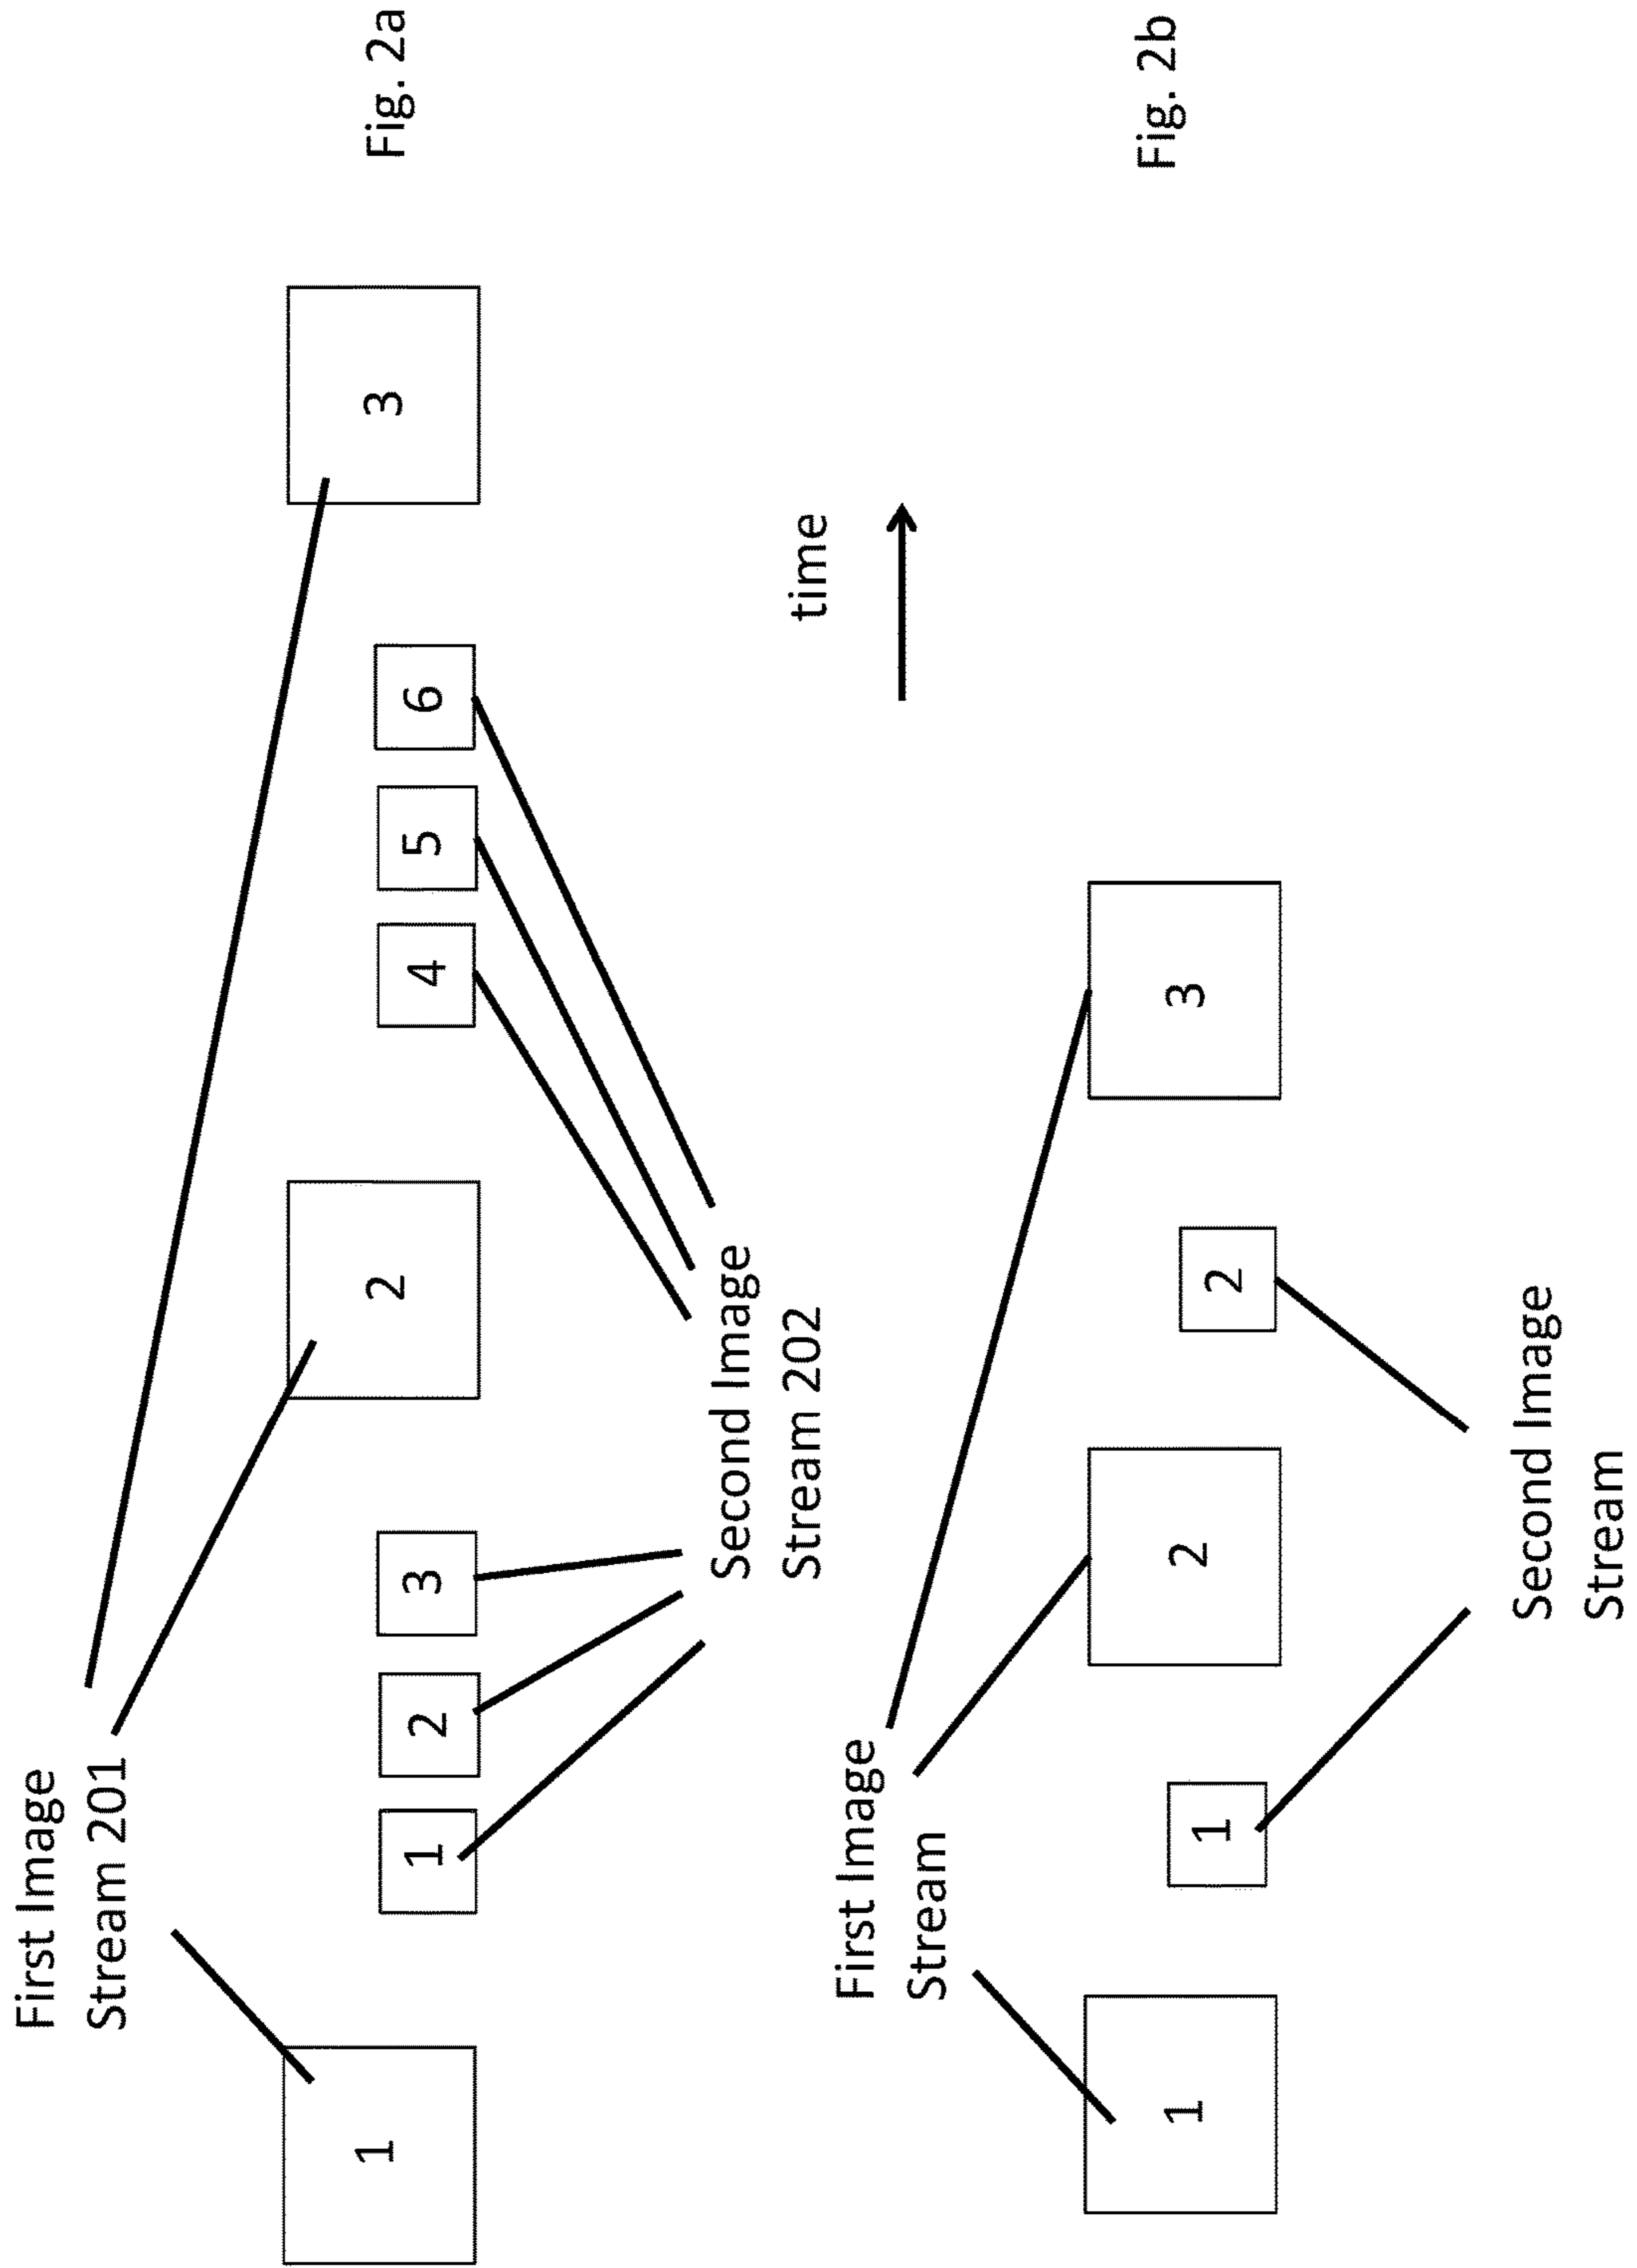 First Image
Stream 201
1
1
2
3
2
4
5
6
3
Second Image
Stream 202
Fig. 2a
time
First Image
Stream
1
1
2
2
3
Second Image
Stream
Fig. 2b